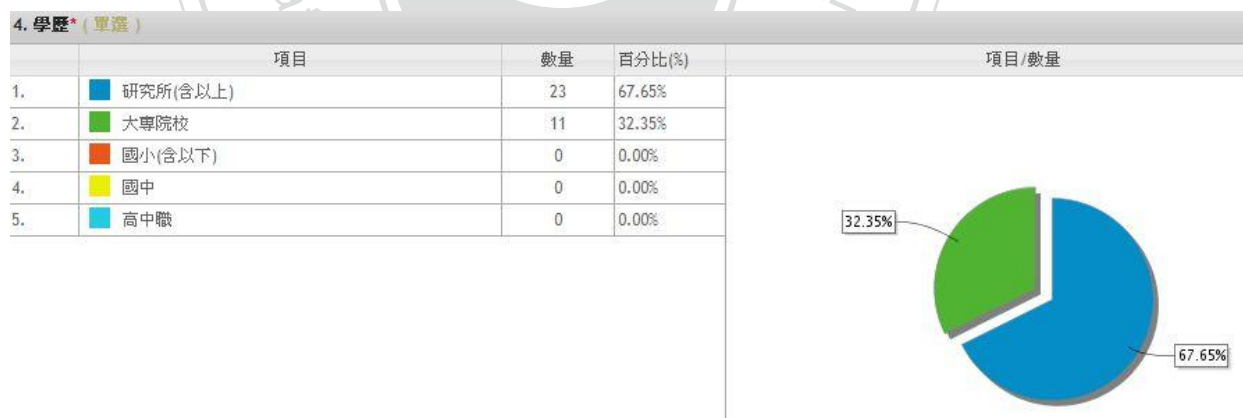 4. 學歷* ( 單選 )
項目 數量 百分比(%) 項目/數量
1. 研究所(含以上) 23 67.65%
2. 大專院校 11 32.35%
3. 國小(含以下) 0 0.00%
4. 國中 0 0.00%
5. 高中職 0 0.00%
32.35%
67.65%